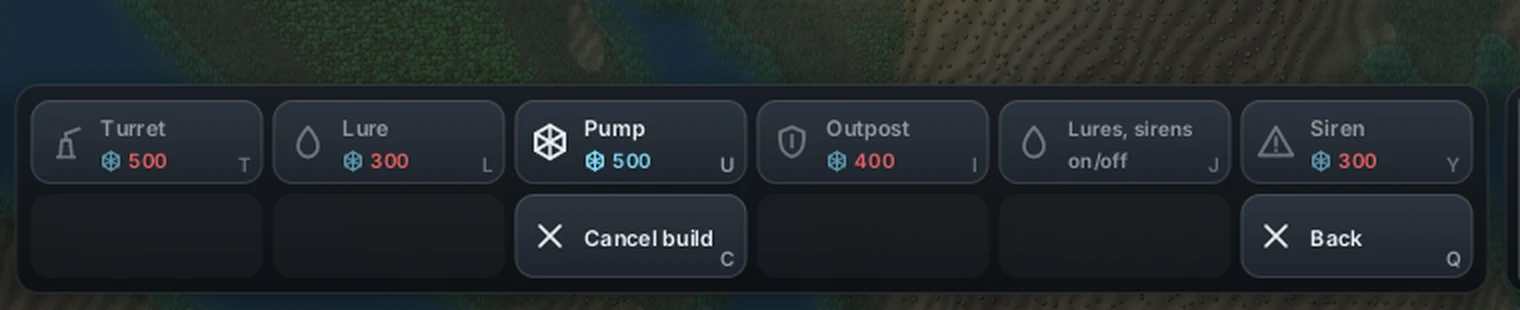 Turret
500
T
Lure
300
L
Pump
500
U
Outpost
400
I
Lures, sirens
on/off
J
Siren
300
Y
Cancel build
C
Back
Q